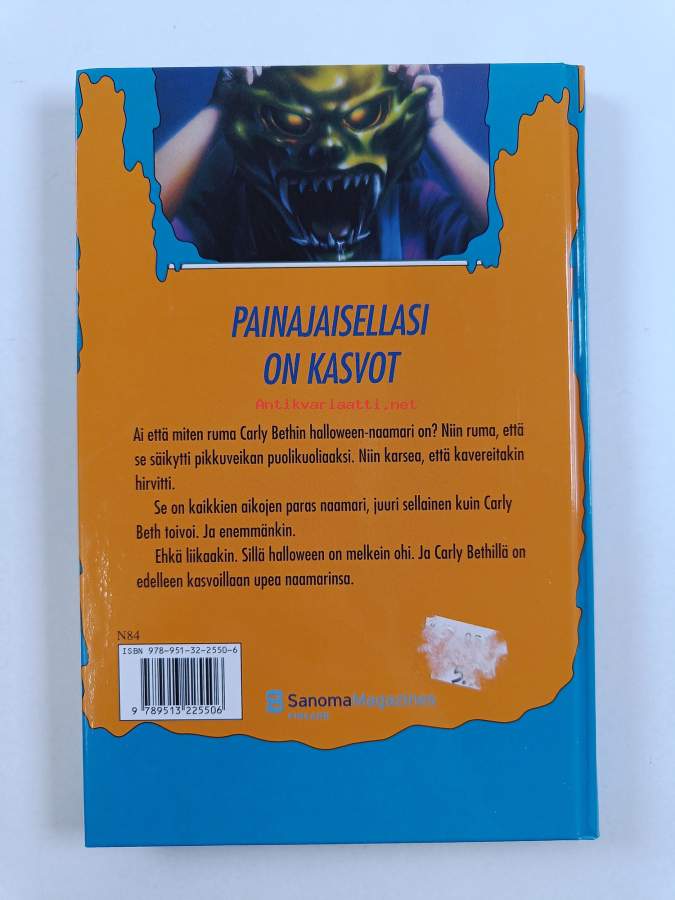 PAINAJAISELLASI
ON KASVOT
Antikvariaatti.net
Ai että miten ruma Carly Bethin halloween-naamari on? Niin ruma, että
se säikytti pikkuveikan puolikuoliaaksi. Niin karsea, että kavereitakin
hirvitti.
Se on kaikkien aikojen paras naamari, juuri sellainen kuin Carly
Beth toivoi. Ja enemmänkin.
Ehkä liikaakin. Sillä halloween on melkein ohi. Ja Carly Bethillä on
edelleen kasvoillaan upea naamarinsa.
N84
ISBN 978-951-32-2550-6
9 789513 225506
SanomaMagazines
FINLAND